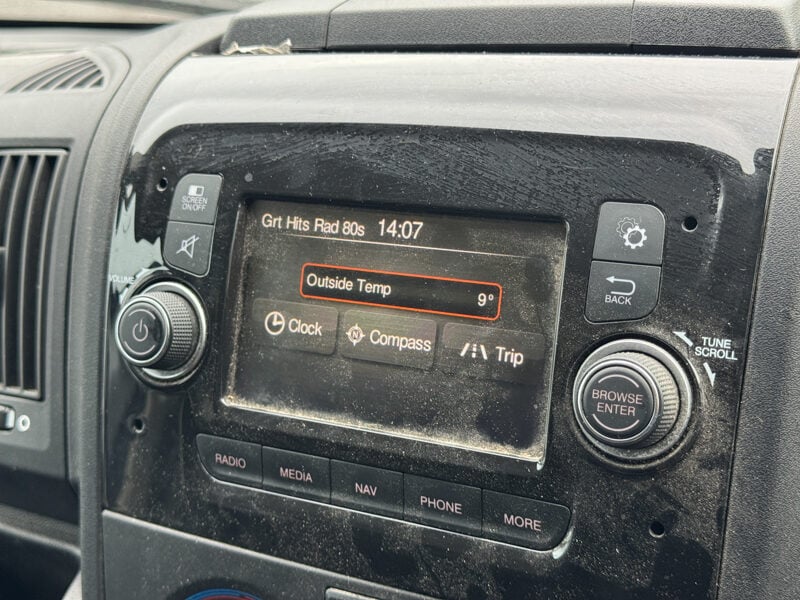 SCREEN
ON/OFF
VOLUME
Grt Hits Rad 80s 14:07
Outside Temp 9°
Clock
N
Compass
Trip
BACK
TUNE
SCROLL
BROWSE
ENTER
RADIO
MEDIA
NAV
PHONE
MORE